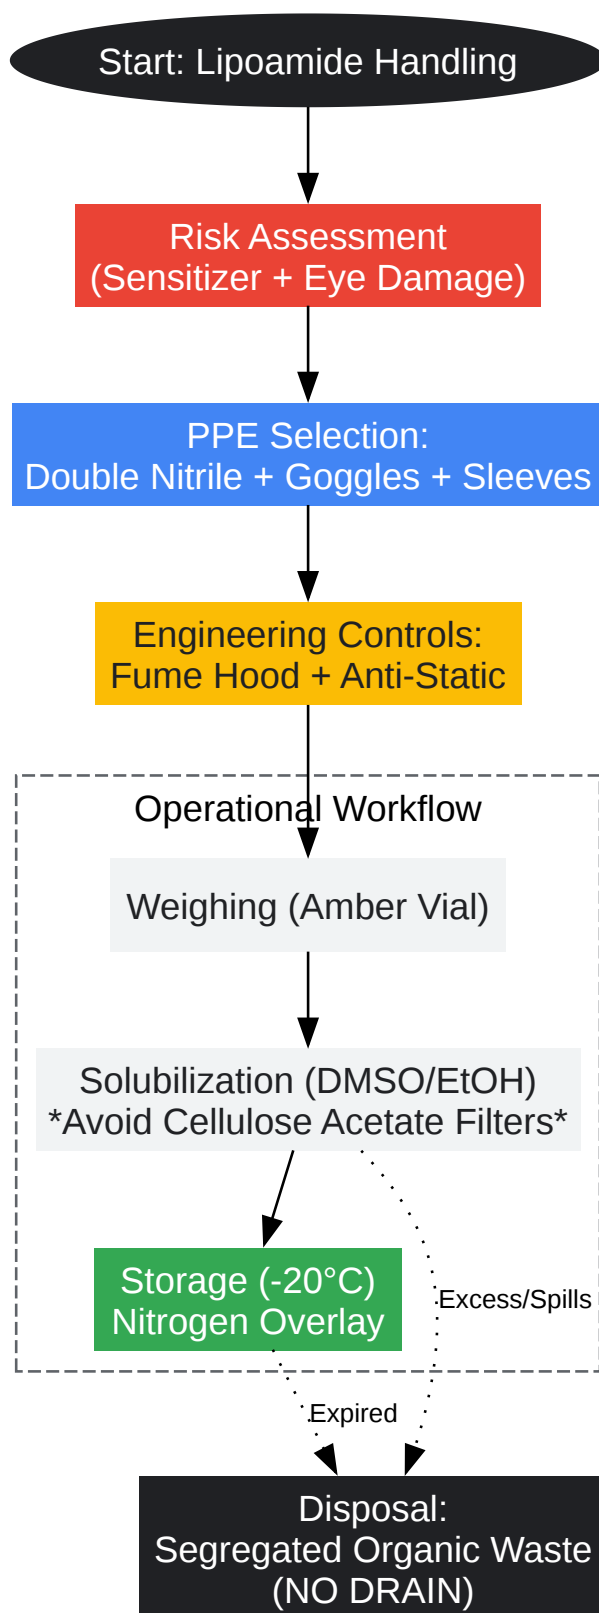 Start: Lipoamide Handling
Risk Assessment
(Sensitizer + Eye Damage)
PPE Selection:
Double Nitrile + Goggles + Sleeves
Engineering Controls:
Fume Hood + Anti-Static
Operational Workflow
Weighing (Amber Vial)
Solubilization (DMSO/EtOH)
*Avoid Cellulose Acetate Filters*
Storage (-20°C)
Nitrogen Overlay
Excess/Spills
Expired
Disposal:
Segregated Organic Waste
(NO DRAIN)